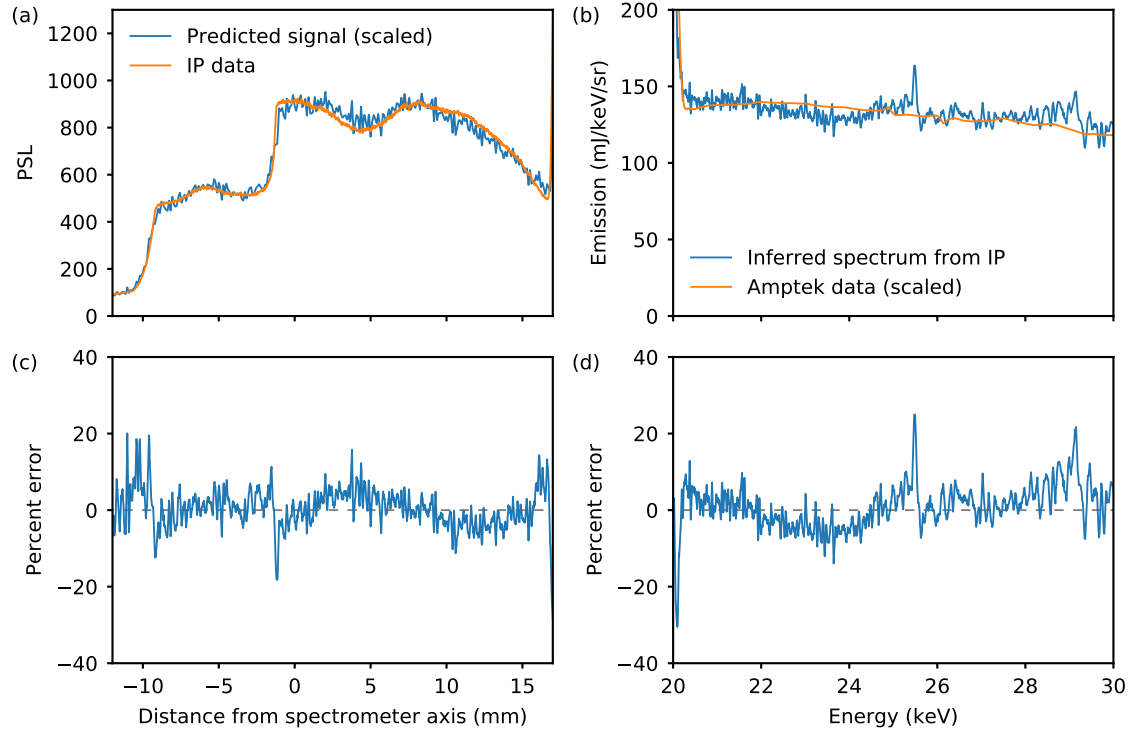 (a)
1200
1000
800
600
400
200
0
PSL
Predicted signal (scaled)
IP data
(b)
200
150
100
50
0
Emission (mJ/keV/sr)
Inferred spectrum from IP
Amptek data (scaled)
(c)
40
20
0
−20
−40
Percent error
−10
−5
0
5
10
15
Distance from spectrometer axis (mm)
(d)
40
20
0
−20
−40
Percent error
20
22
24
26
28
30
Energy (keV)